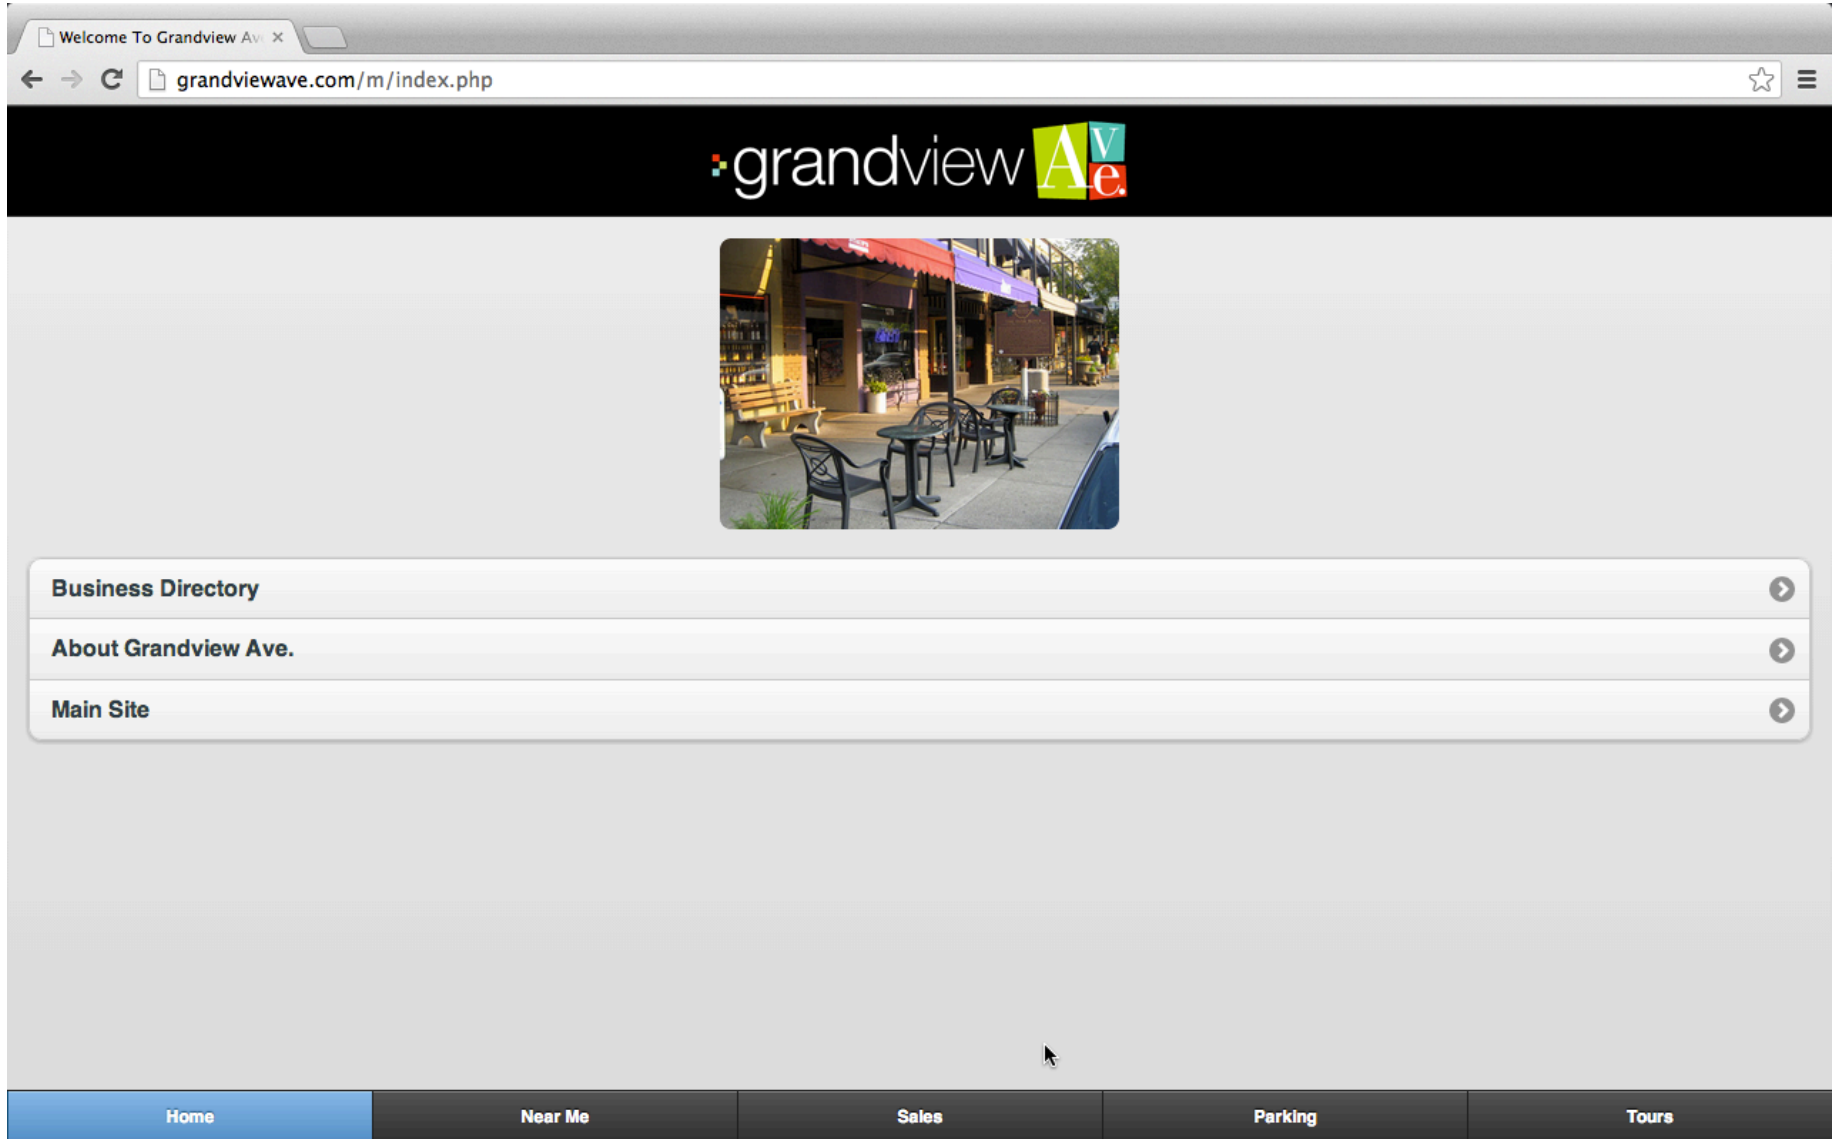 Welcome To Grandview Av
grandviewave.com/m/index.php
grandview Ave.
Business Directory
About Grandview Ave.
Main Site
Home
Near Me
Sales
Parking
Tours